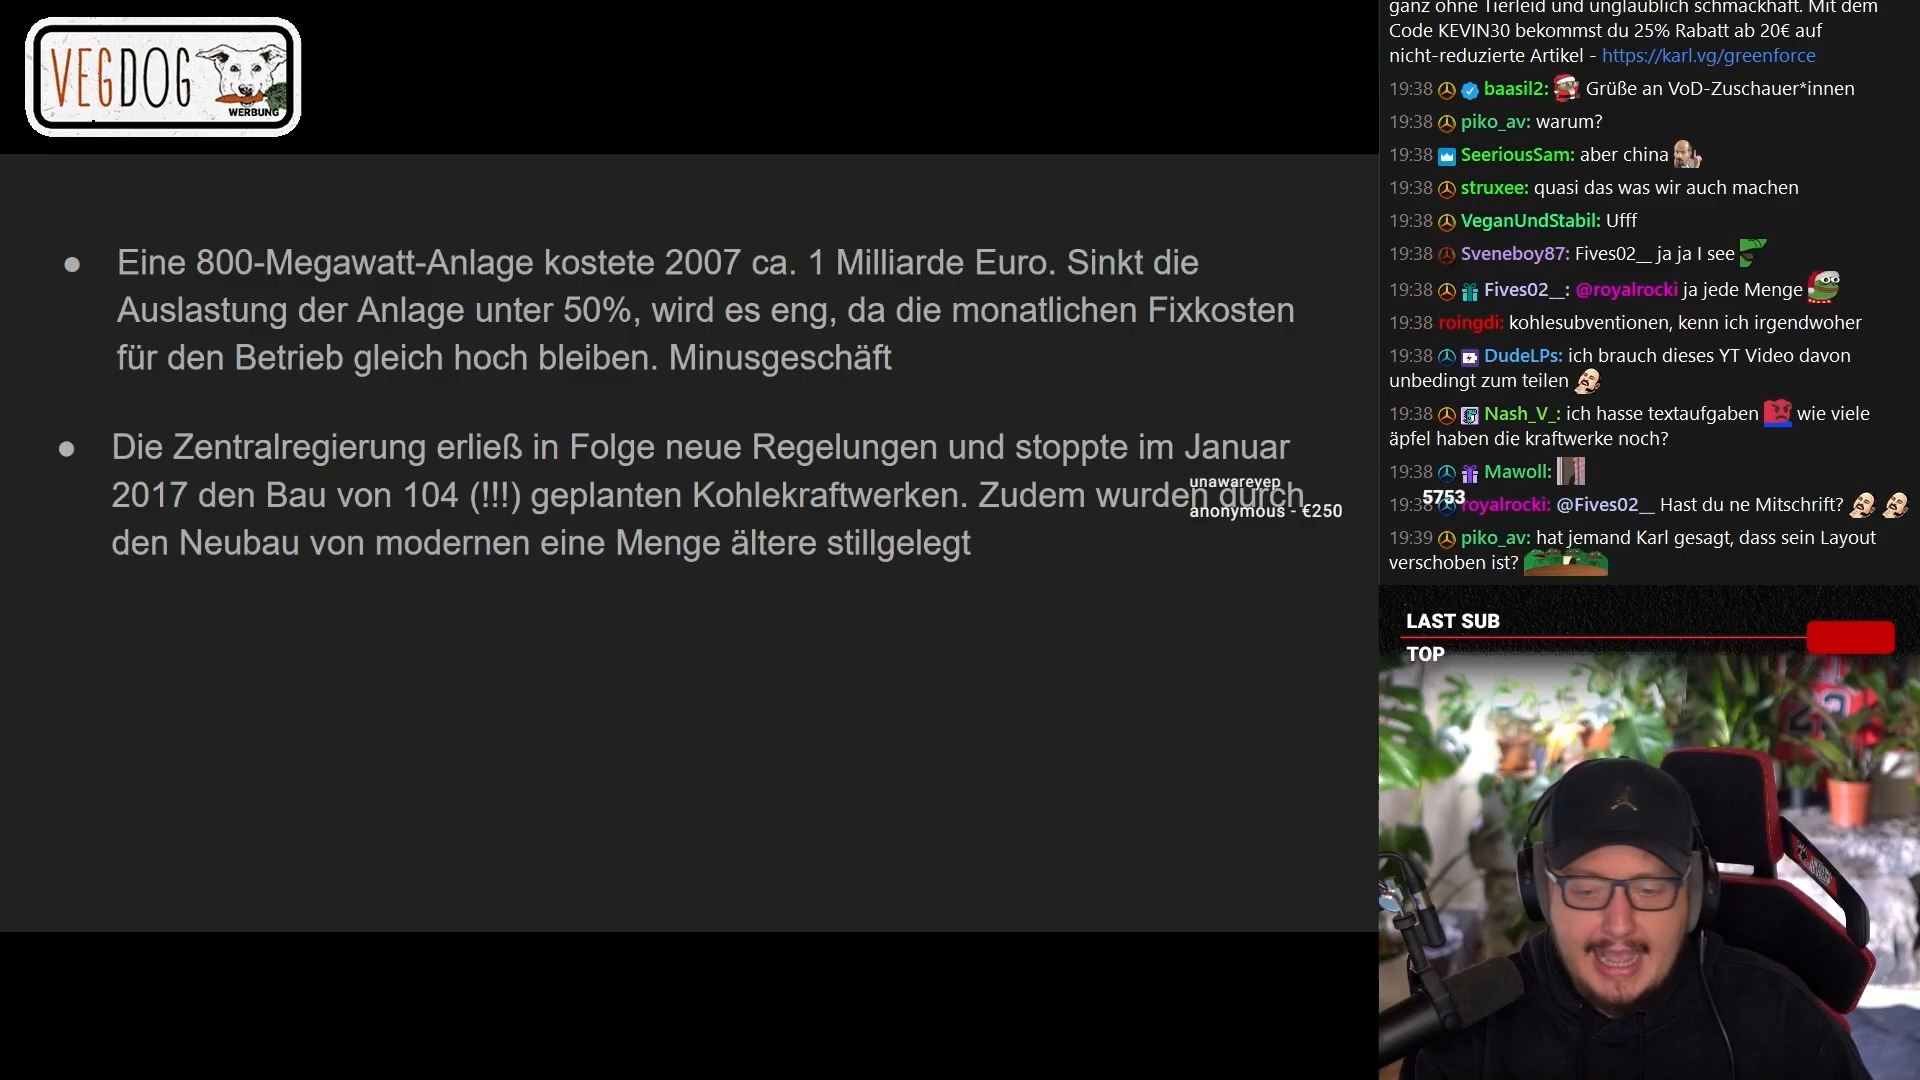 VEGDOG
WERBUNG
● Eine 800-Megawatt-Anlage kostete 2007 ca. 1 Milliarde Euro. Sinkt die
Auslastung der Anlage unter 50%, wird es eng, da die monatlichen Fixkosten
für den Betrieb gleich hoch bleiben. Minusgeschäft
● Die Zentralregierung erließ in Folge neue Regelungen und stoppte im Januar
2017 den Bau von 104 (!!!) geplanten Kohlekraftwerken. Zudem wurden durch
den Neubau von modernen eine Menge ältere stillgelegt
unawareyep
anonymous - €250
ganz ohne Tierleid und unglaublich schmackhaft. Mit dem
Code KEVIN30 bekommst du 25% Rabatt ab 20€ auf
nicht-reduzierte Artikel - https://karl.vg/greenforce
19:38 baasil2: Grüße an VoD-Zuschauer*innen
19:38 piko_av: warum?
19:38 SeeriousSam: aber china
19:38 struxee: quasi das was wir auch machen
19:38 VeganUndStabil: Ufff
19:38 Sveneboy87: Fives02__ ja ja I see
19:38 Fives02__: @royalrocki ja jede Menge
19:38 roingdi: kohlesubventionen, kenn ich irgendwoher
19:38 DudeLPs: ich brauch dieses YT Video davon
unbedingt zum teilen
19:38 Nash_V_: ich hasse textaufgaben wie viele
äpfel haben die kraftwerke noch?
19:38 Mawoll:
5753
19:38 royalrocki: @Fives02__ Hast du ne Mitschrift?
19:39 piko_av: hat jemand Karl gesagt, dass sein Layout
verschoben ist?
LAST SUB
TOP